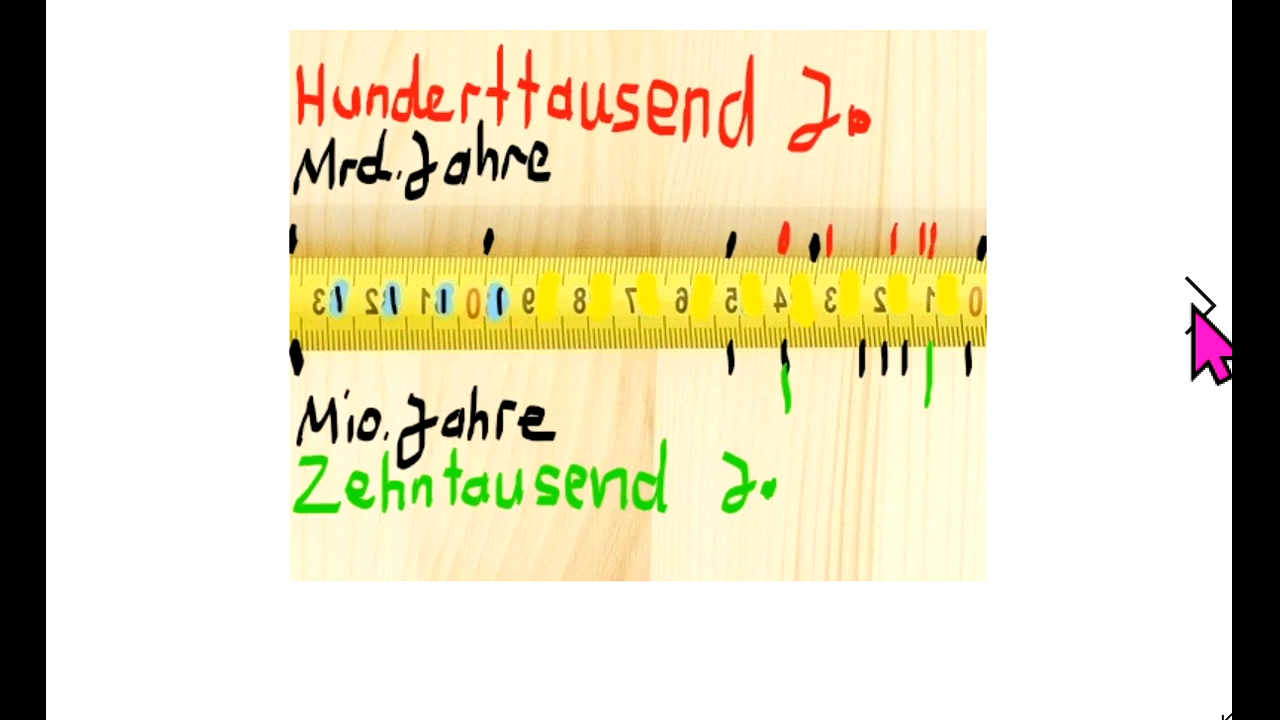 Hunderttausend J.
Mrd. Jahre
13 12 11 10 9 8 7 6 5 4 3 2 1 0
Mio. Jahre
Zehntausend J.